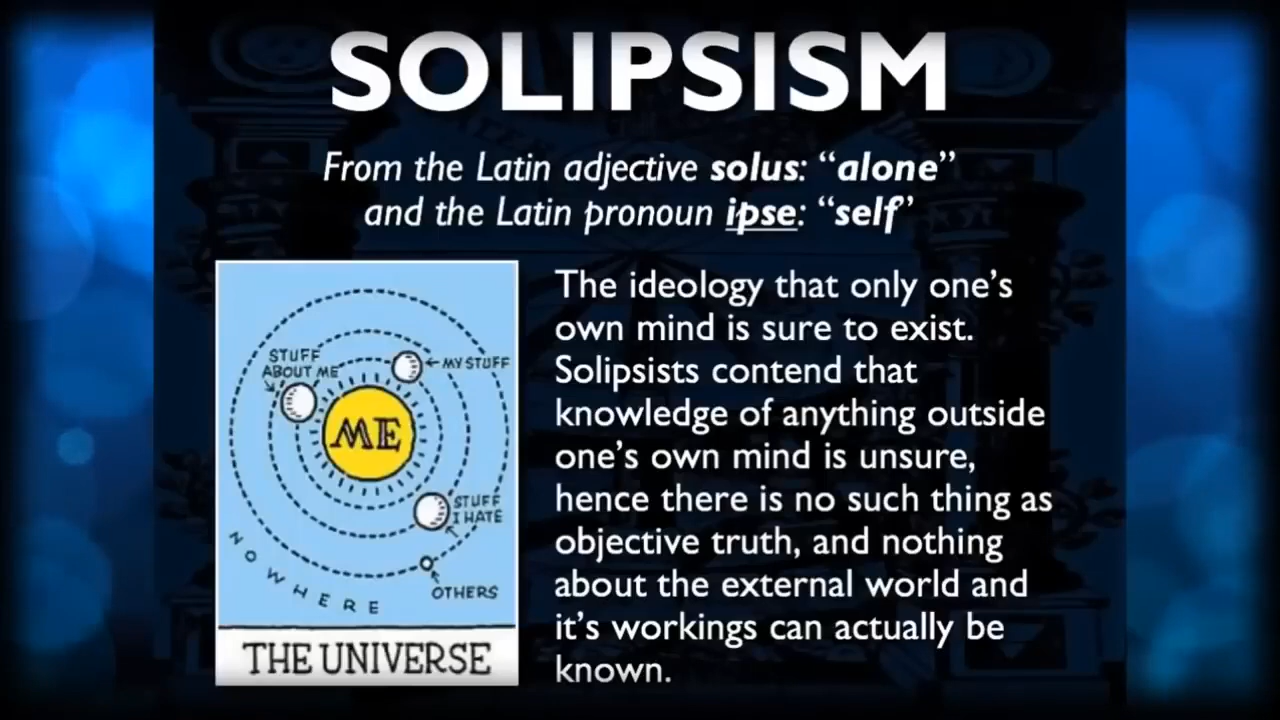 SOLIPSISM
From the Latin adjective solus: “alone”
and the Latin pronoun ipse: “self”
STUFF
ABOUT ME
MY STUFF
ME
STUFF
I HATE
OTHERS
NOWHERE
THE UNIVERSE
The ideology that only one’s
own mind is sure to exist.
Solipsists contend that
knowledge of anything outside
one’s own mind is unsure,
hence there is no such thing as
objective truth, and nothing
about the external world and
it’s workings can actually be
known.